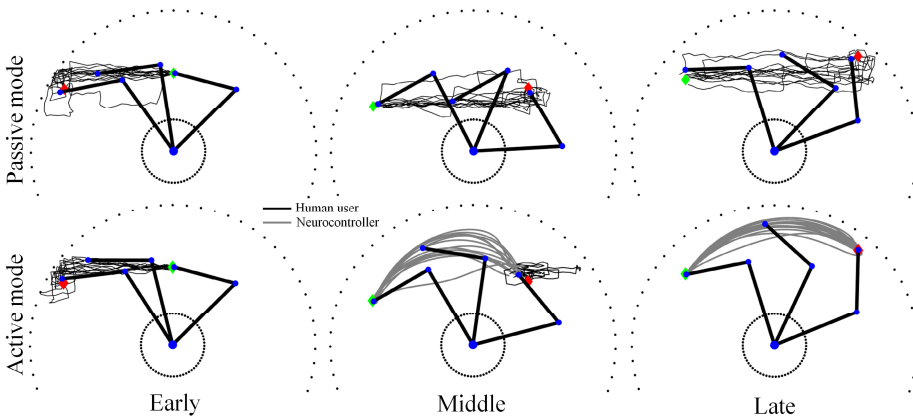 Passive mode
Human user
Neurocontroller
Active mode
Early
Middle
Late